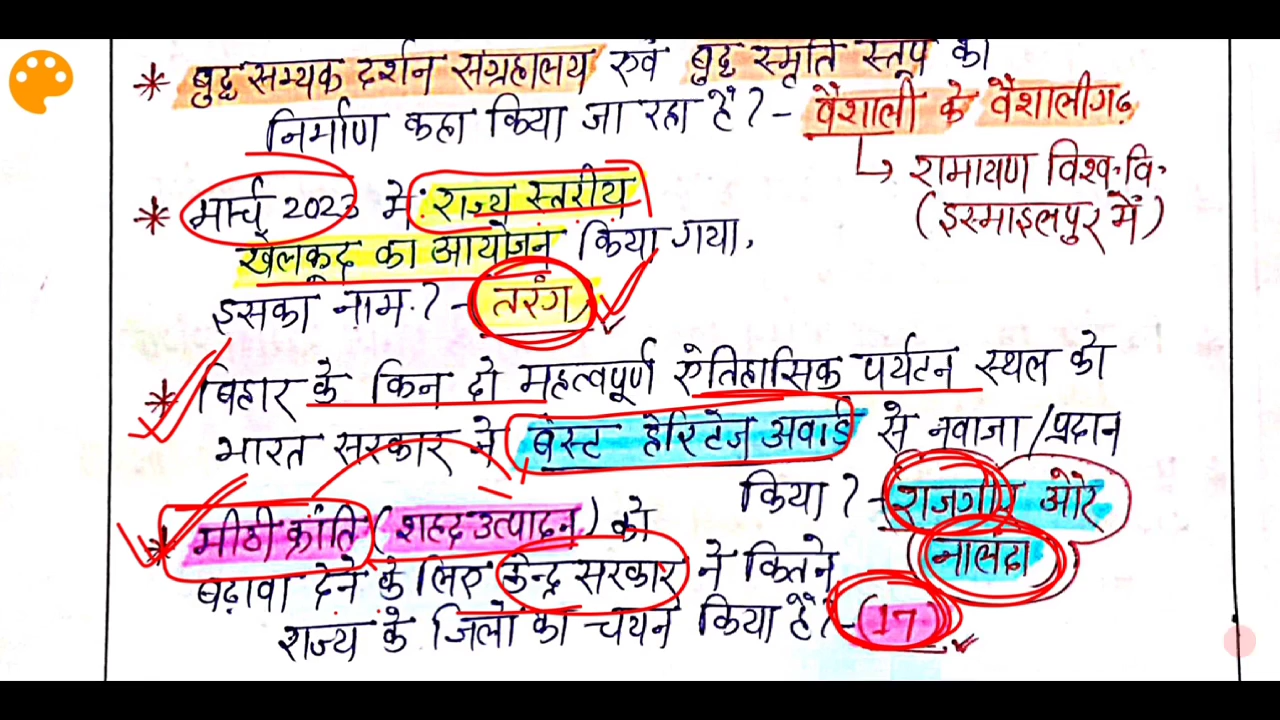 * बुद्ध सम्यक दर्शन संग्रहालय एवं बुद्ध स्मृति स्तूप का
निर्माण कहा किया जा रहा है? - वैशाली के वैशालीगढ़
↳ रामायण विश्व. वि.
(इस्माइलपुर में)
* मार्च 2023 में राज्य स्तरीय
खेलकूद का आयोजन किया गया,
इसका नाम.? - तरंग
* बिहार के किन दो महत्वपूर्ण ऐतिहासिक पर्यटन स्थल को
भारत सरकार ने बेस्ट हेरिटेज अवार्ड से नवाजा/प्रदान
किया? - राजगीर और
नालंदा
* मीठी क्रांति (शहद उत्पादन) को
बढ़ावा देने के लिए केन्द्र सरकार ने कितने
राज्य के जिलों का चयन किया है? - (17)